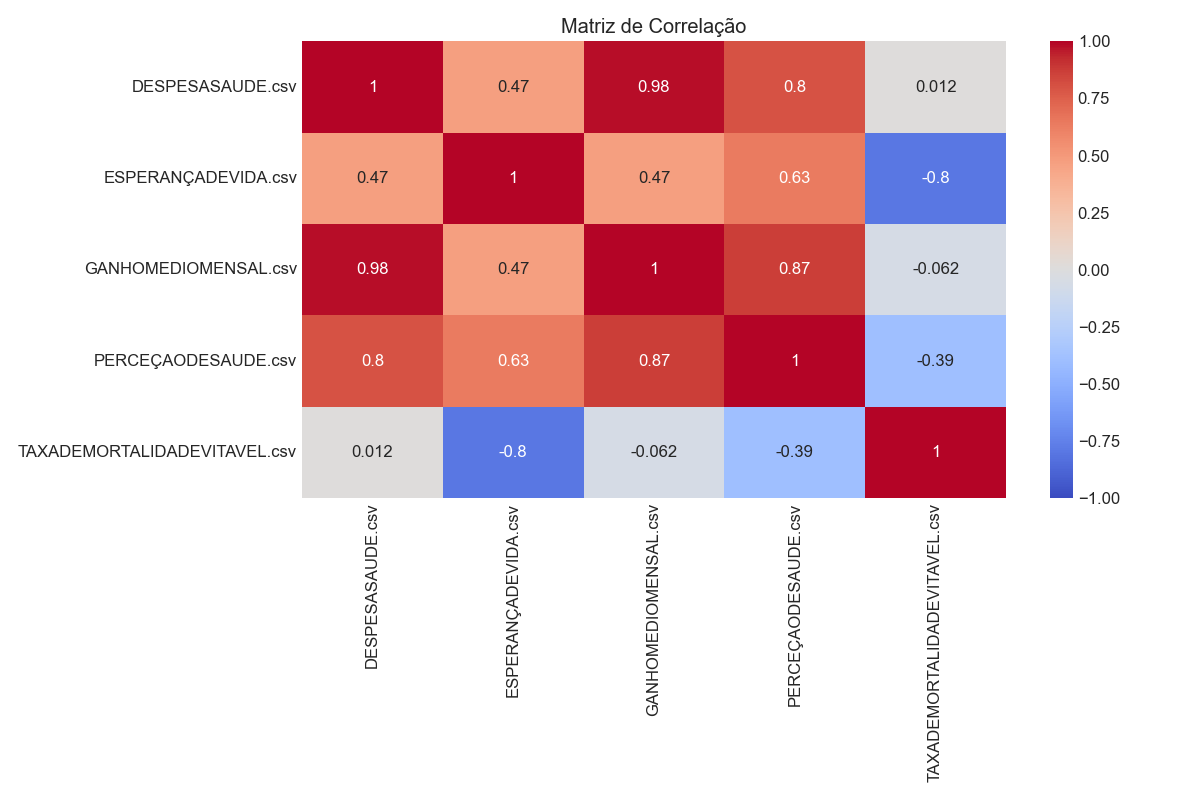 Matriz de Correlação
DESPESASAUDE.csv 1 0.47 0.98 0.8 0.012
ESPERANÇADEVIDA.csv 0.47 1 0.47 0.63 -0.8
GANHOMEDIOMENSAL.csv 0.98 0.47 1 0.87 -0.062
PERCEÇAODESAUDE.csv 0.8 0.63 0.87 1 -0.39
TAXADEMORTALIDADEVITAVEL.csv 0.012 -0.8 -0.062 -0.39 1
DESPESASAUDE.csv
ESPERANÇADEVIDA.csv
GANHOMEDIOMENSAL.csv
PERCEÇAODESAUDE.csv
TAXADEMORTALIDADEVITAVEL.csv
1.00
0.75
0.50
0.25
0.00
−0.25
−0.50
−0.75
−1.00